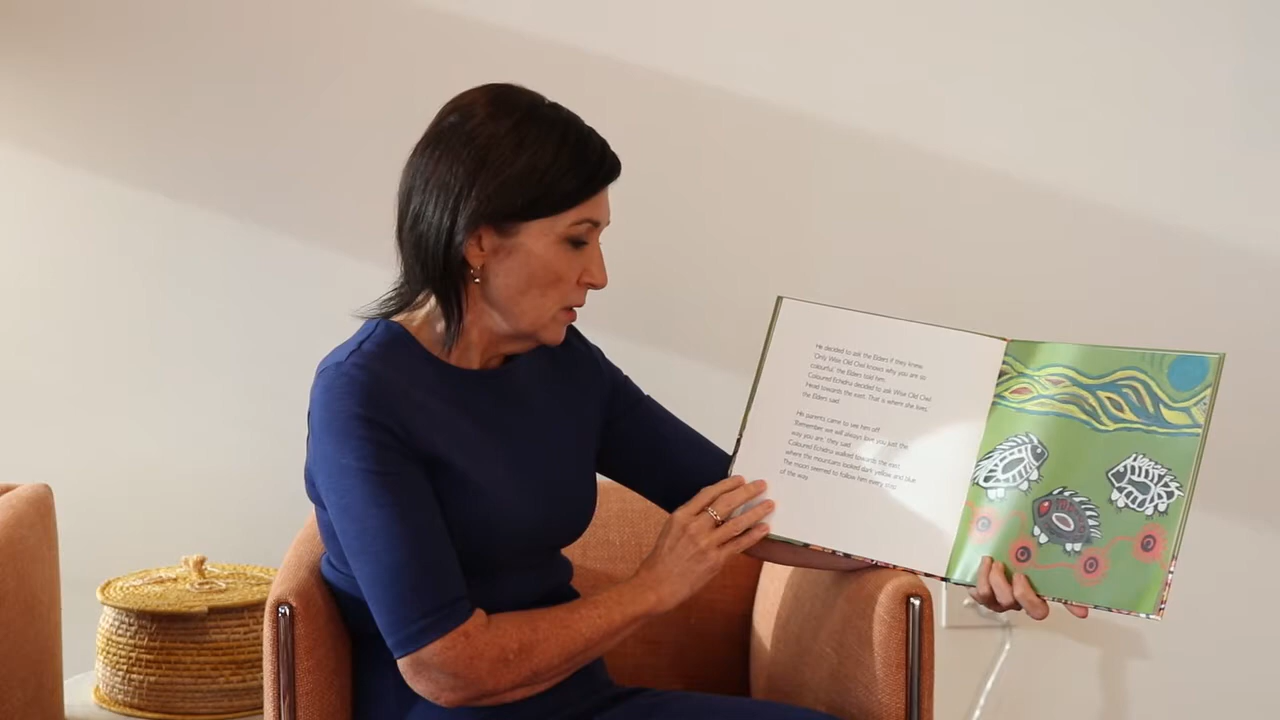 He decided to ask the Elders if they knew.
'Only Wise Old Owl knows why you are so
colourful,' the Elders told him.
Coloured Echidna decided to ask Wise Old Owl.
'Head towards the east. That is where she lives,'
the Elders said.
His parents came to see him off.
'Remember we will always love you just the
way you are,' they said.
Coloured Echidna walked towards the east,
where the mountains looked dark yellow and blue.
The moon seemed to follow him every step
of the way.